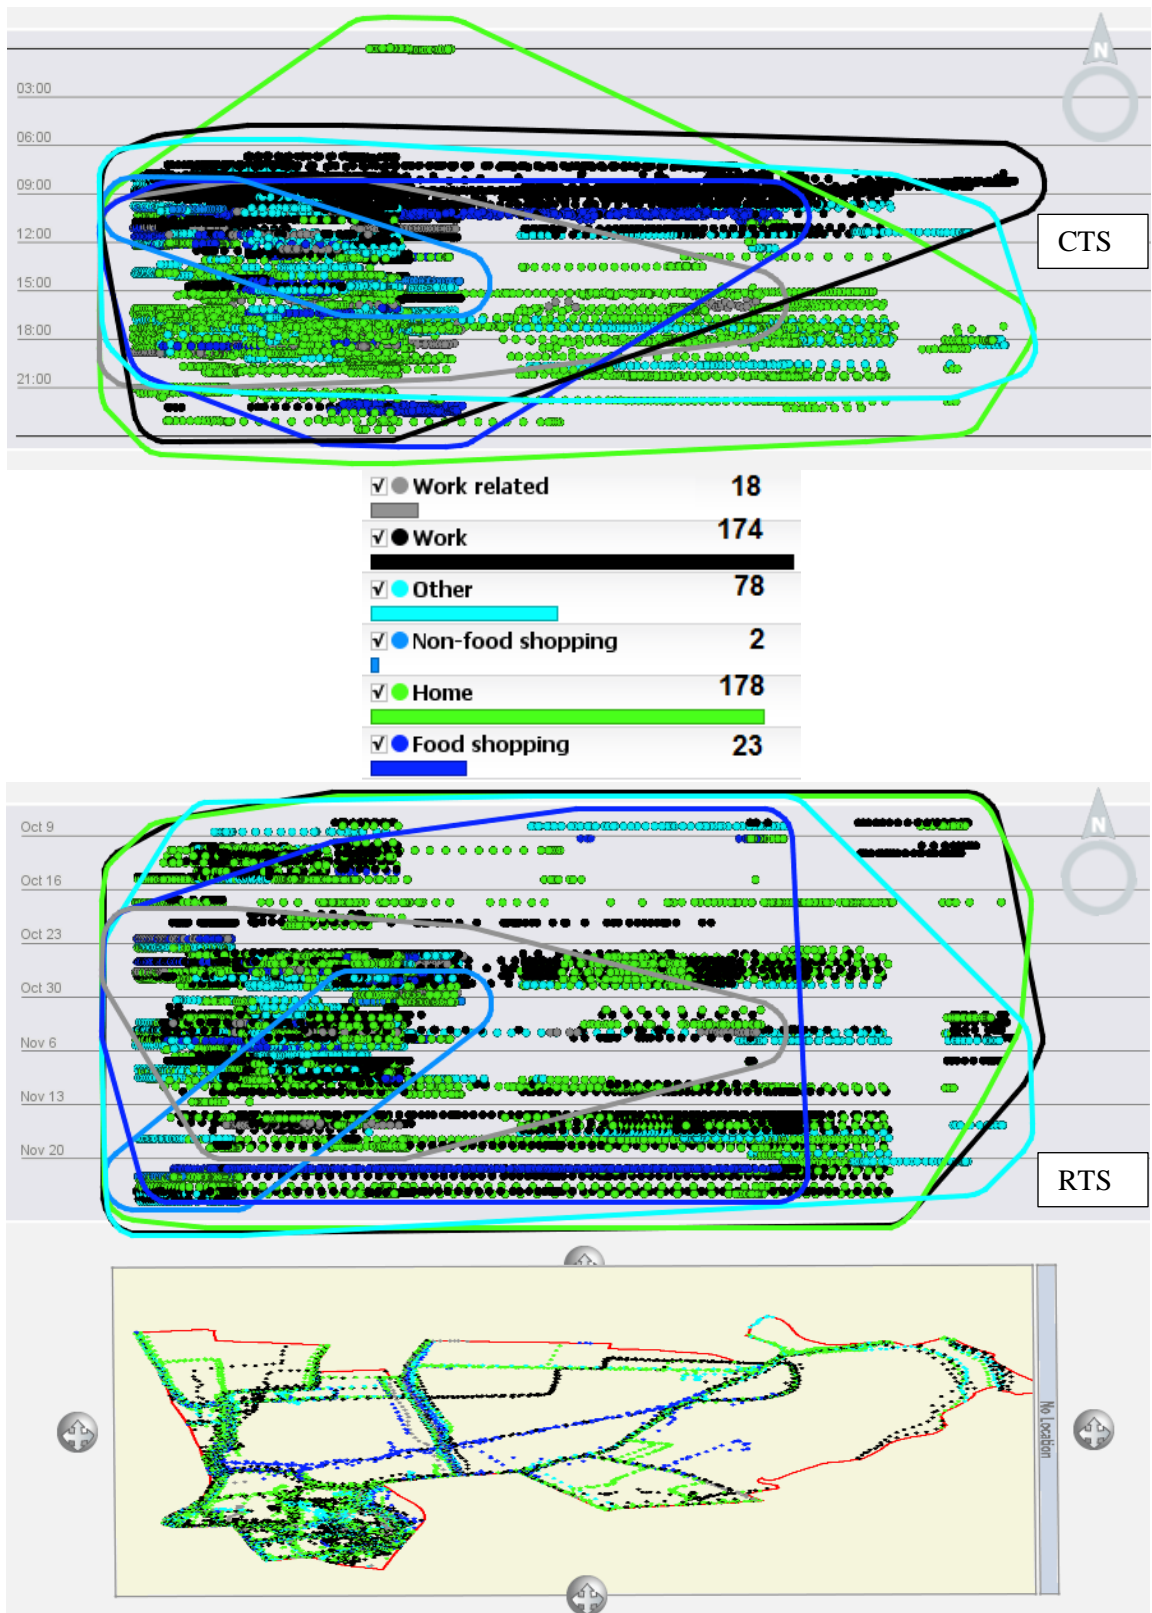 N
03:00
06:00
09:00
12:00
15:00
18:00
21:00
CTS
√ Work related 18
√ Work 174
√ Other 78
√ Non-food shopping 2
√ Home 178
√ Food shopping 23
N
Oct 9
Oct 16
Oct 23
Oct 30
Nov 6
Nov 13
Nov 20
RTS
No Location